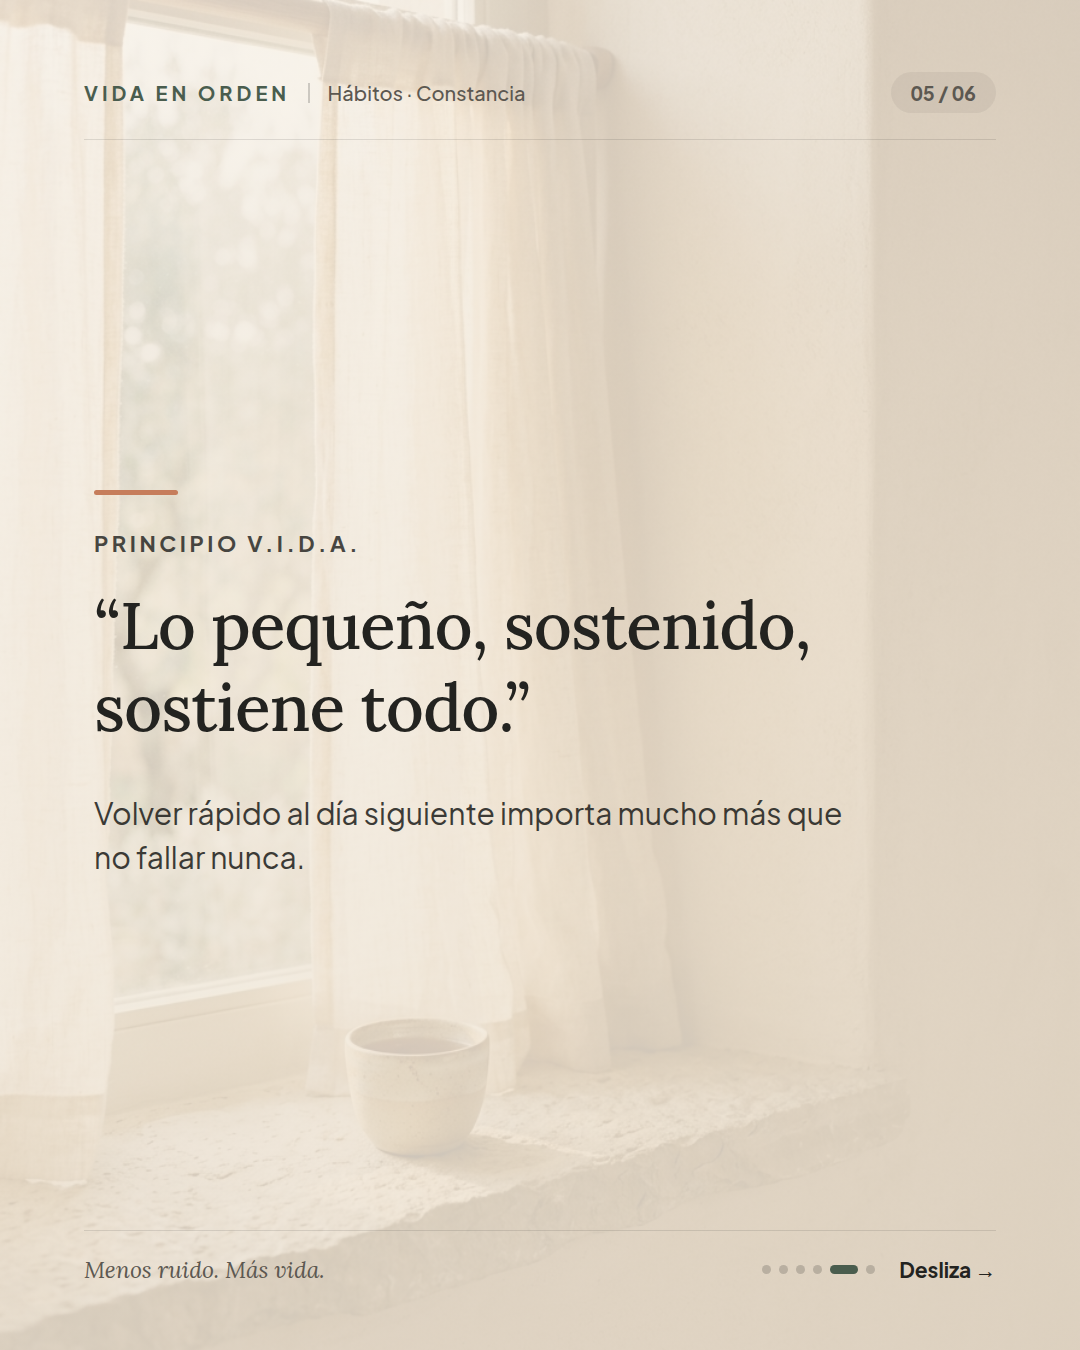 VIDA EN ORDEN | Hábitos · Constancia
05 / 06
PRINCIPIO V.I.D.A.
“Lo pequeño, sostenido,
sostiene todo.”
Volver rápido al día siguiente importa mucho más que
no fallar nunca.
Menos ruido. Más vida.
Desliza →